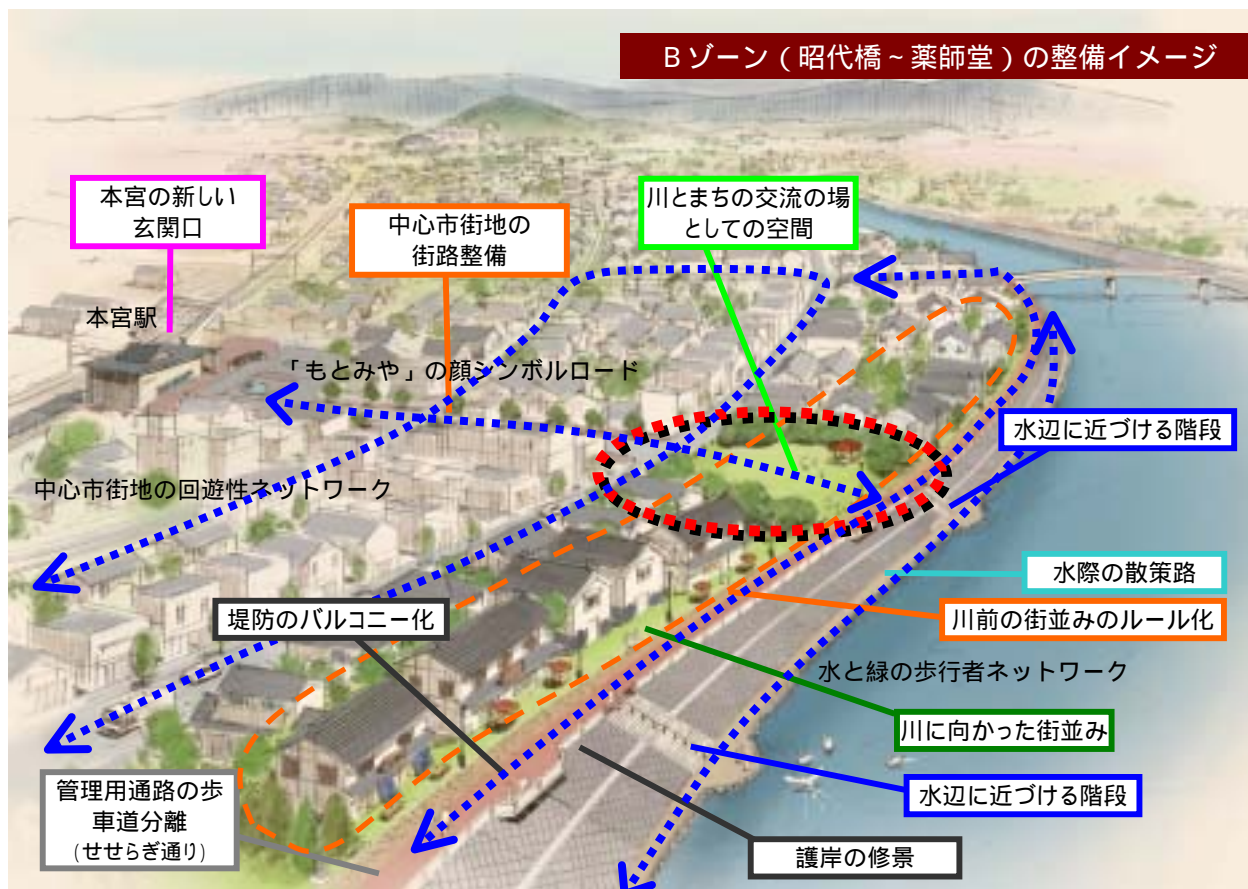 Bゾーン（昭代橋~薬師堂）の整備イメージ
本宮の新しい
玄関口
中心市街地の
街路整備
川とまちの交流の場
としての空間
本宮駅
「もとみや」の顔シンボルロード
水辺に近づける階段
中心市街地の回遊性ネットワーク
水際の散策路
川前の街並みのルール化
堤防のバルコニー化
水と緑の歩行者ネットワーク
川に向かった街並み
管理用通路の歩
車道分離
(せせらぎ通り)
水辺に近づける階段
護岸の修景